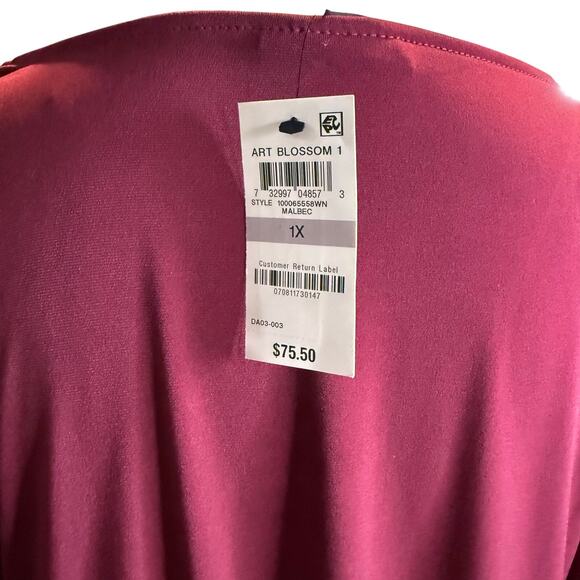 ART BLOSSOM 1
7 32997 04857 3
STYLE 100065558WN
MALBEC
1X
Customer Return Label
070811730147
DA03-003
$75.50